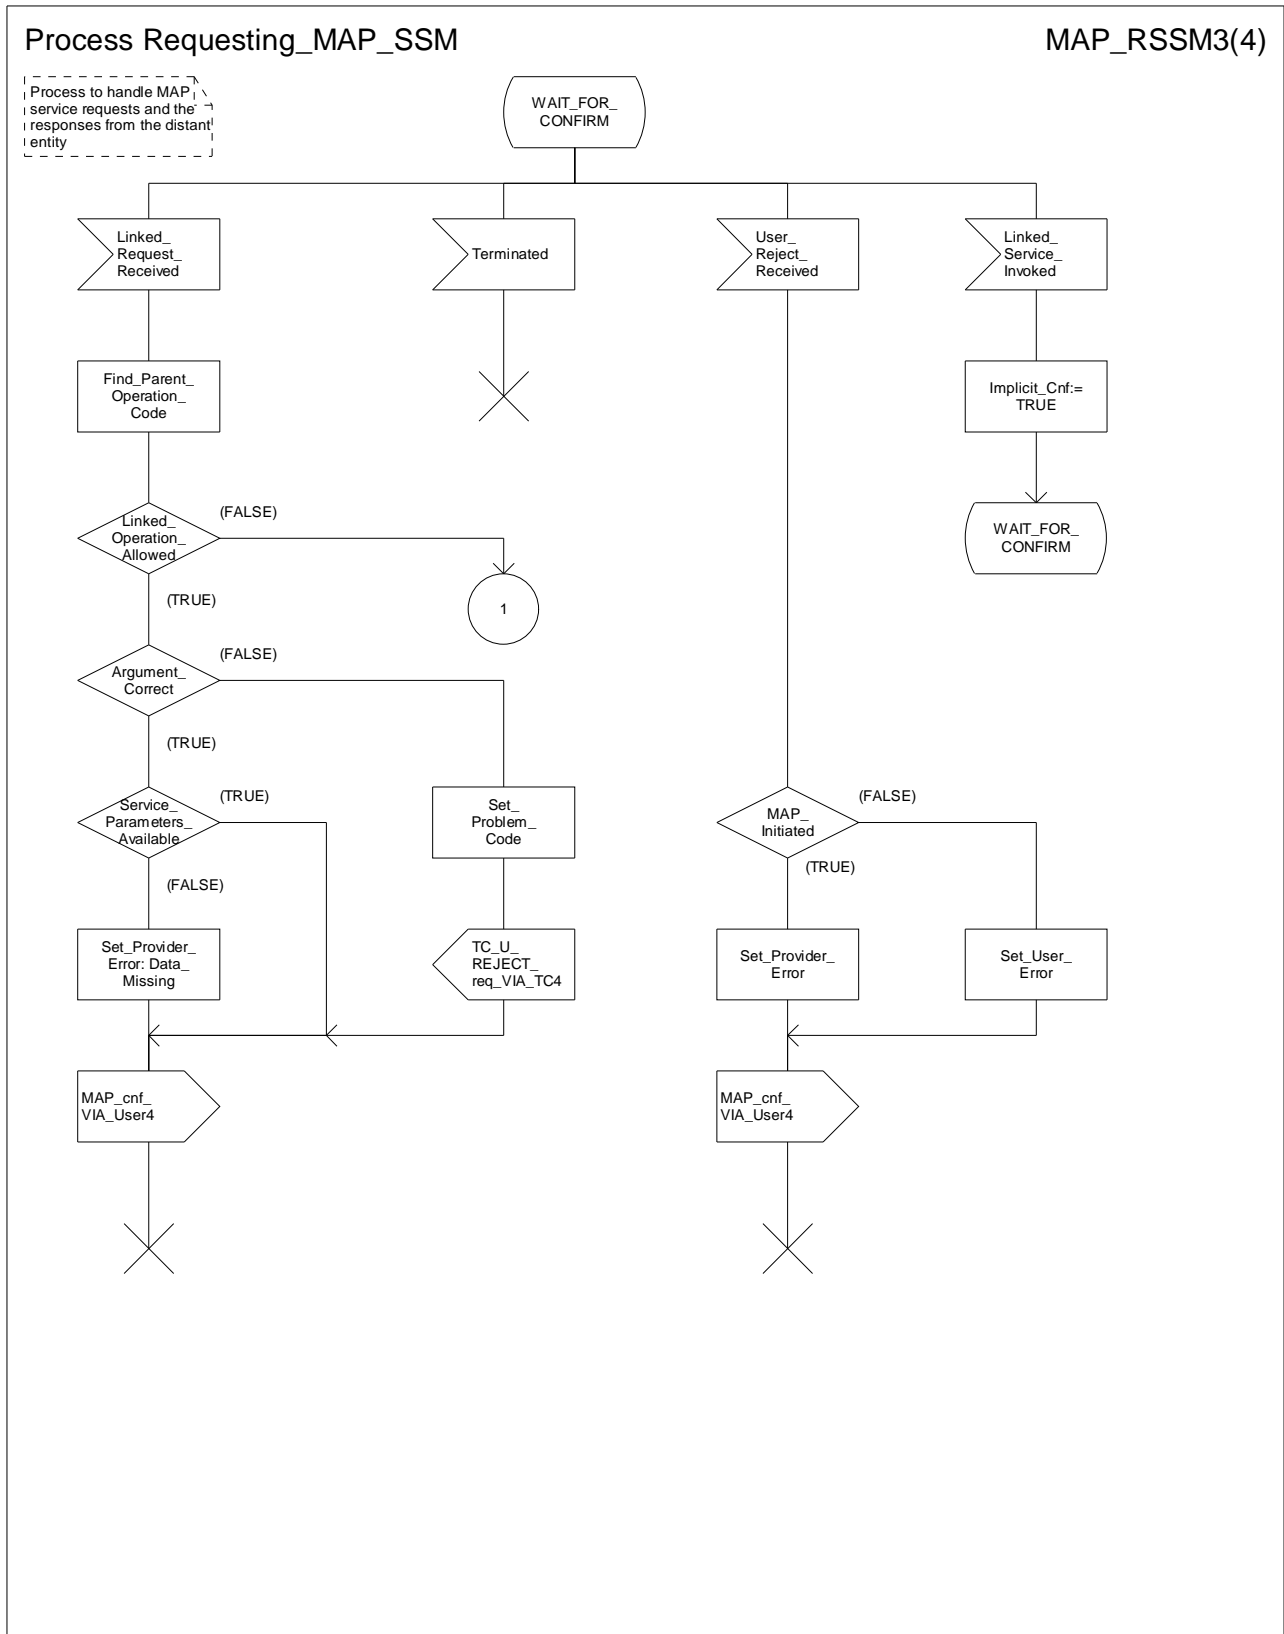 Process Requesting_MAP_SSM
MAP_RSSM3(4)
Process to handle MAP
service requests and the
responses from the distant
entity
WAIT_FOR_
CONFIRM
Linked_
Request_
Received
Terminated
User_
Reject_
Received
Linked_
Service_
Invoked
Find_Parent_
Operation_
Code
Implicit_Cnf:=
TRUE
Linked_
Operation_
Allowed
(FALSE)
WAIT_FOR_
CONFIRM
(TRUE)
1
Argument_
Correct
(FALSE)
(TRUE)
Service_
Parameters_
Available
(TRUE)
Set_
Problem_
Code
MAP_
Initiated
(FALSE)
(FALSE)
(TRUE)
Set_Provider_
Error: Data_
Missing
TC_U_
REJECT_
req_VIA_TC4
Set_Provider_
Error
Set_User_
Error
MAP_cnf_
VIA_User4
MAP_cnf_
VIA_User4